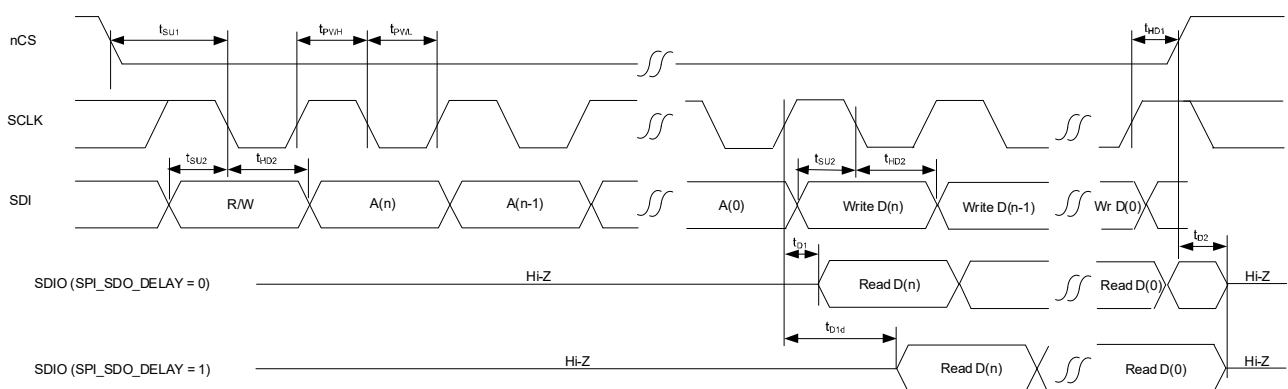 nCS
tSU1
tPWH
tPWL
tHD1
SCLK
tSU2
tHD2
tSU2
tHD2
SDI
R/W
A(n)
A(n-1)
A(0)
Write D(n)
Write D(n-1)
Wr D(0)
tD1
tD2
SDIO (SPI_SDO_DELAY = 0)
Hi-Z
Read D(n)
Read D(0)
Hi-Z
tD1d
SDIO (SPI_SDO_DELAY = 1)
Hi-Z
Read D(n)
Read D(0)
Hi-Z